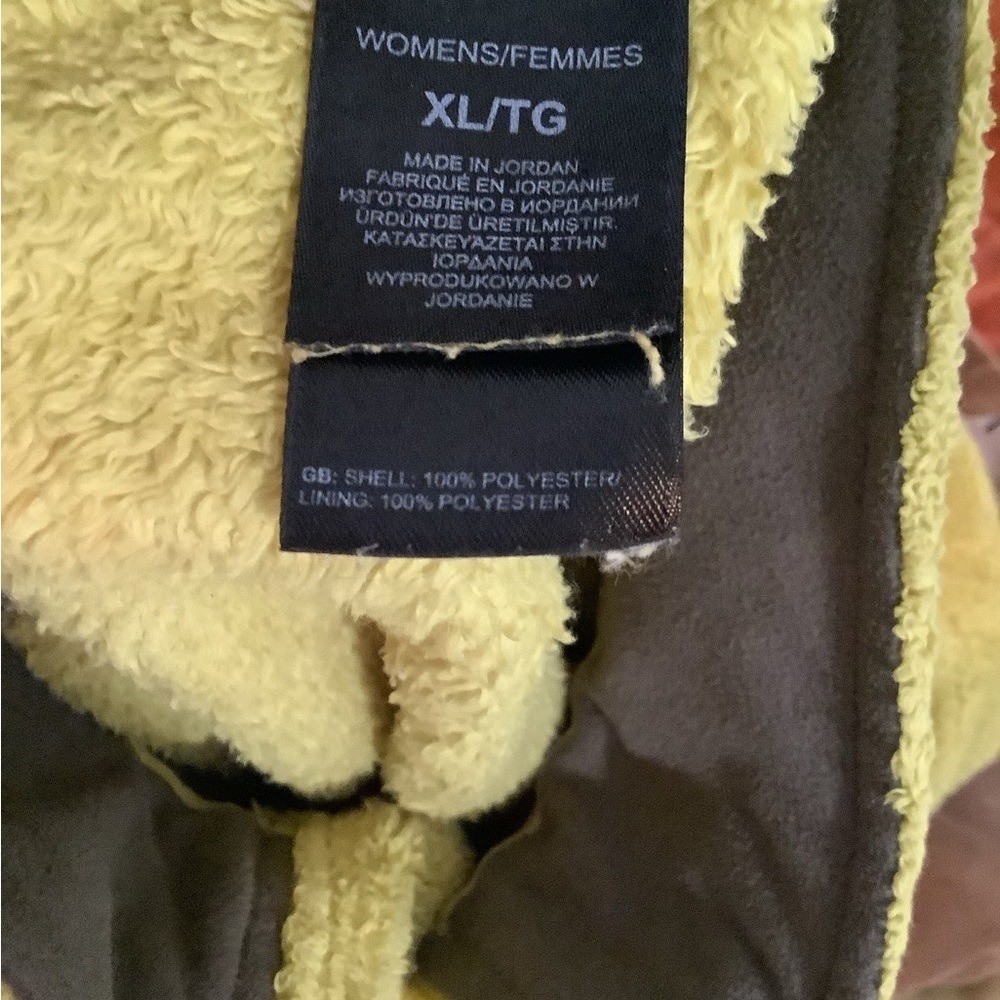 WOMENS/FEMMES
XL/TG
MADE IN JORDAN
FABRIQUÉ EN JORDANIE
ИЗГОТОВЛЕНО В ИОРДАНИИ
ÜRDÜN'DE ÜRETILMIŞTIR.
ΚΑΤΑΣΚΕΥΆΖΕΤΑΙ ΣΤΗΝ
ΙΟΡΔΑΝΙΑ
WYPRODUKOWANO W
JORDANIE
GB: SHELL: 100% POLYESTER/
LINING: 100% POLYESTER